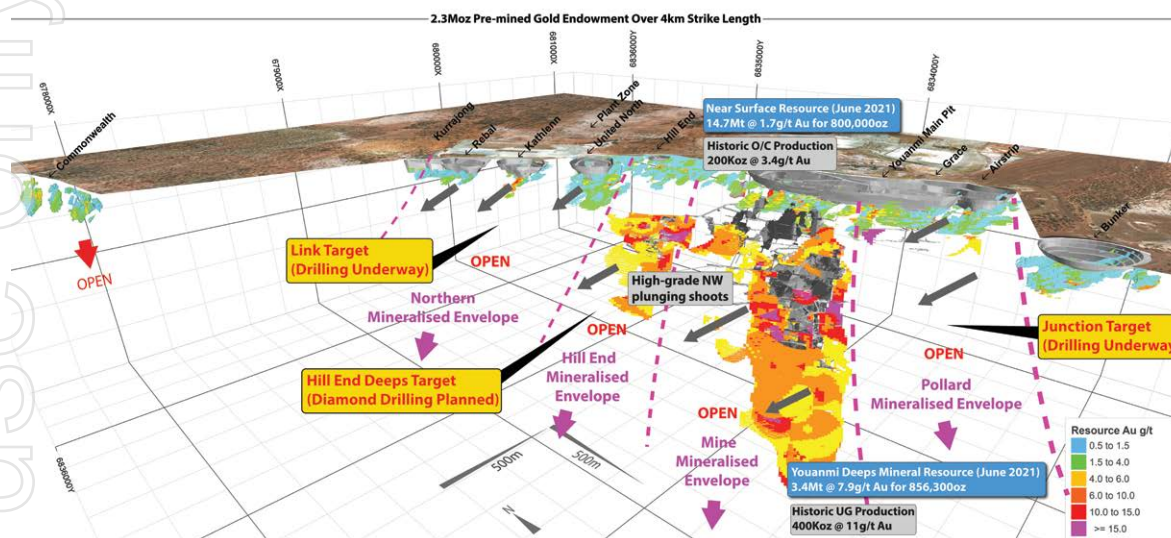 2.3Moz Pre-mined Gold Endowment Over 4km Strike Length
678000X
679000X
680000X
681000X
6836000Y
6835000Y
6834000Y
←Commonwealth
Kurrajong
←Rebal
←Kathleen
←Plant Zone
←United North
←Hill End
←Youanmi Main Pit
←Grace
←Airstrip
←Bunker
Near Surface Resource (June 2021)
14.7Mt @ 1.7g/t Au for 800,000oz
Historic O/C Production
200Koz @ 3.4g/t Au
OPEN
Link Target
(Drilling Underway)
OPEN
Northern
Mineralised Envelope
High-grade NW
plunging shoots
OPEN
Hill End Deeps Target
(Diamond Drilling Planned)
Hill End
Mineralised
Envelope
OPEN
Mine
Mineralised
Envelope
Junction Target
(Drilling Underway
OPEN
Pollard
Mineralised Envelope
6836000Y
500m
500m
N
Youanmi Deeps Mineral Resource (June 2021)
3.4Mt @ 7.9g/t Au for 856,300oz
Historic UG Production
400Koz @ 11g/t Au
Resource Au g/t
0.5 to 1.5
1.5 to 4.0
4.0 to 6.0
6.0 to 10.0
10.0 to 15.0
>= 15.0